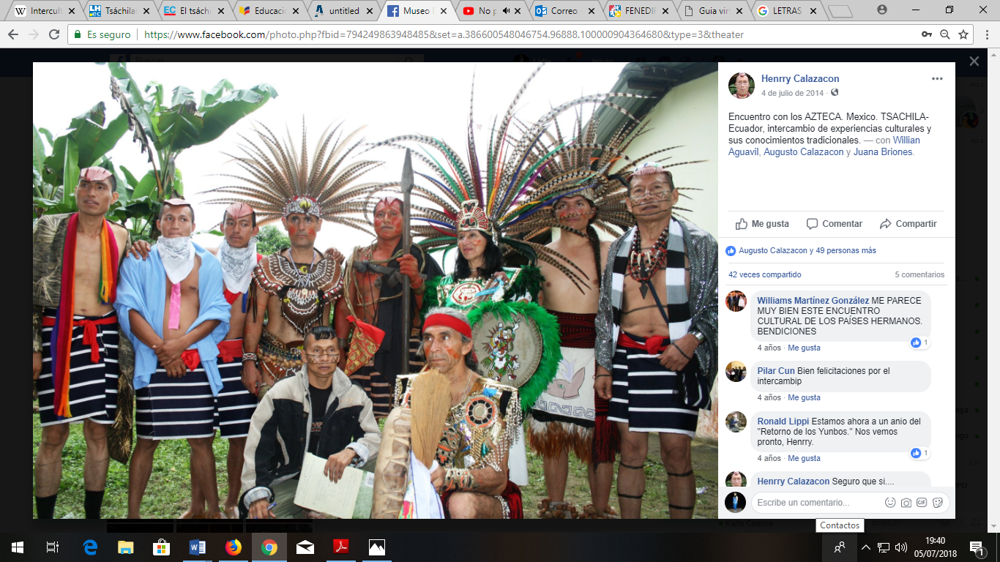 Intercult
Tsáchilas
El tsáchi
Educació
untitled
Museo E
No p
Correo
FENEDIF
Guia vir
LETRAS
Es seguro
https://www.facebook.com/photo.php?fbid=794249863948485&set=a.386600548046754.96888.100000904364680&type=3&theater
Henrry Calazacon
4 de julio de 2014 ·
Encuentro con los AZTECA. Mexico. TSACHILA-
Ecuador, intercambio de experiencias culturales y
sus conocimientos tradicionales. — con Willian
Aguavil, Augusto Calazacon y Juana Briones.
Me gusta Comentar Compartir
Augusto Calazacon y 49 personas más
42 veces compartido 5 comentarios
Williams Martínez González ME PARECE
MUY BIEN ESTE ENCUENTRO
CULTURAL DE LOS PAÍSES HERMANOS.
BENDICIONES
1
4 años · Me gusta
Pilar Cun Bien felicitaciones por el
intercambip
4 años · Me gusta
Ronald Lippi Estamos ahora a un anio del
"Retorno de los Yunbos." Nos vemos
pronto, Henrry.
1
4 años · Me gusta
Henrry Calazacon Seguro que si....
Escribe un comentario...
GIF
Contactos
19:40
05/07/2018
1